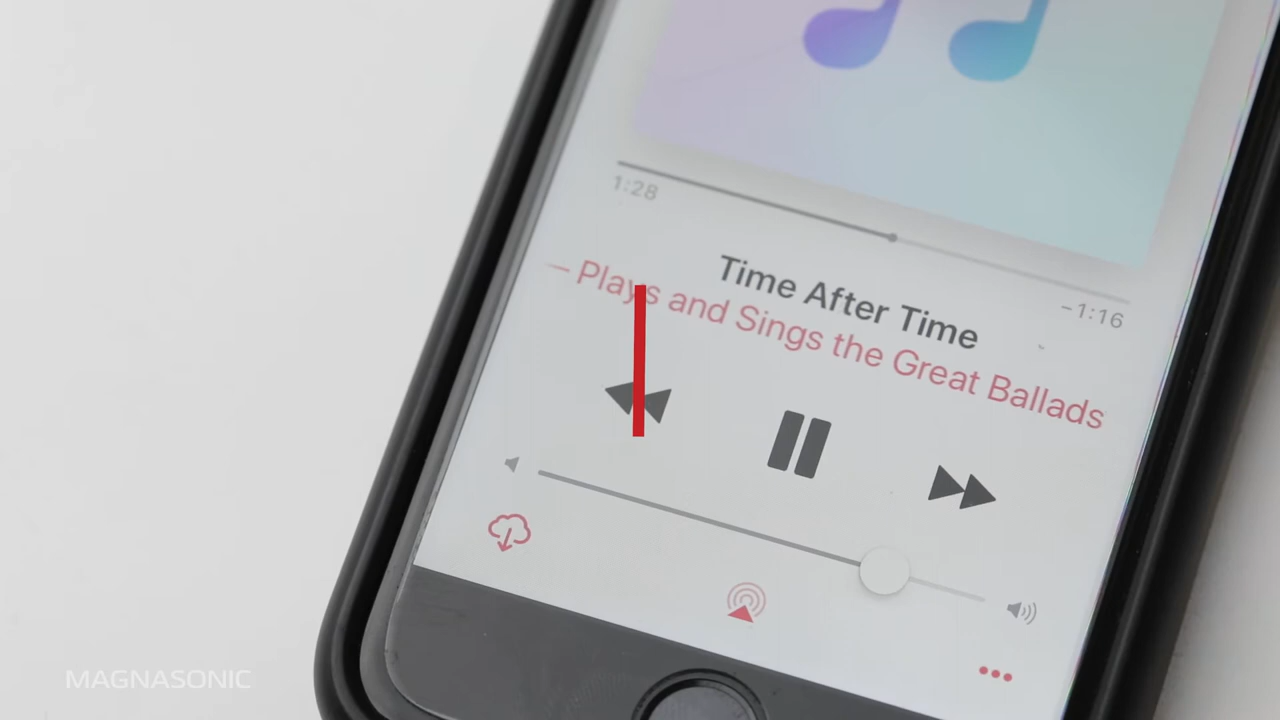 1:28
-1:16
Time After Time
— Plays and Sings the Great Ballads
MAGNASONIC